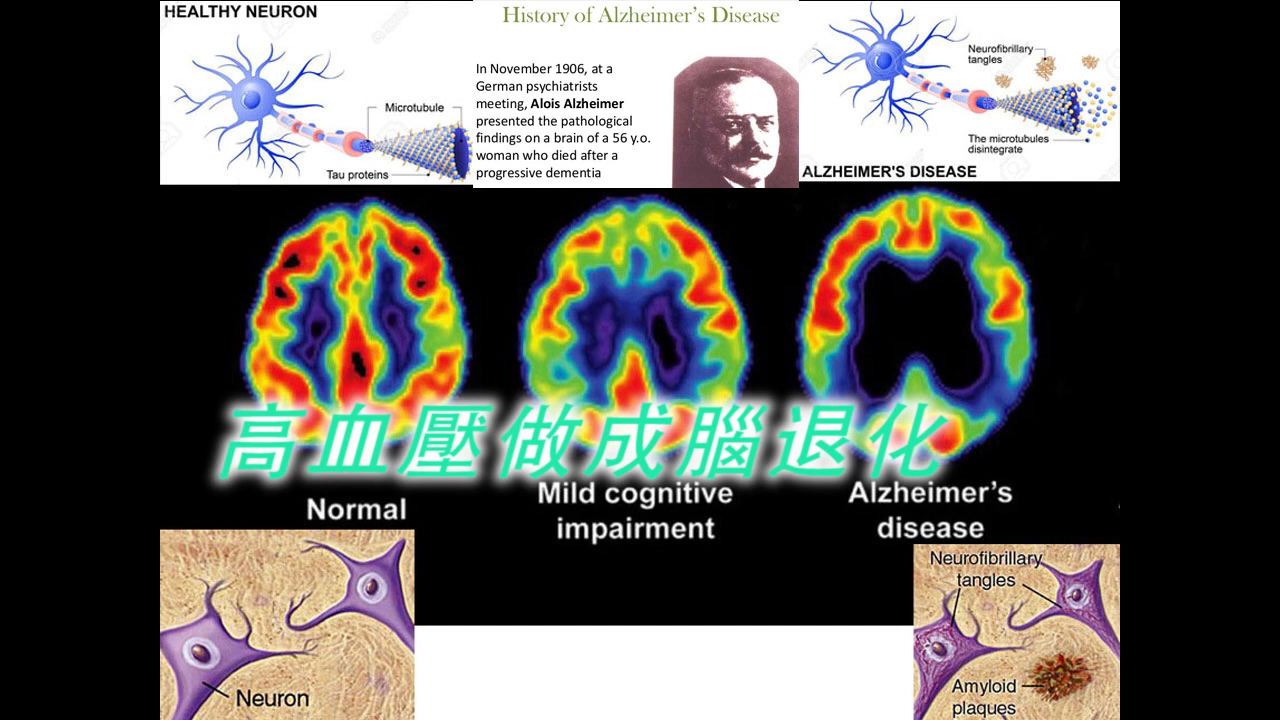 HEALTHY NEURON
Microtubule
Tau proteins
History of Alzheimer's Disease
In November 1906, at a
German psychiatrists
meeting, Alois Alzheimer
presented the pathological
findings on a brain of a 56 y.o.
woman who died after a
progressive dementia
Neurofibrillary
tangles
The microtubules
disintegrate
ALZHEIMER'S DISEASE
高血壓做成腦退化
Normal
Mild cognitive
impairment
Alzheimer's
disease
Neuron
Neurofibrillary
tangles
Amyloid
plaques